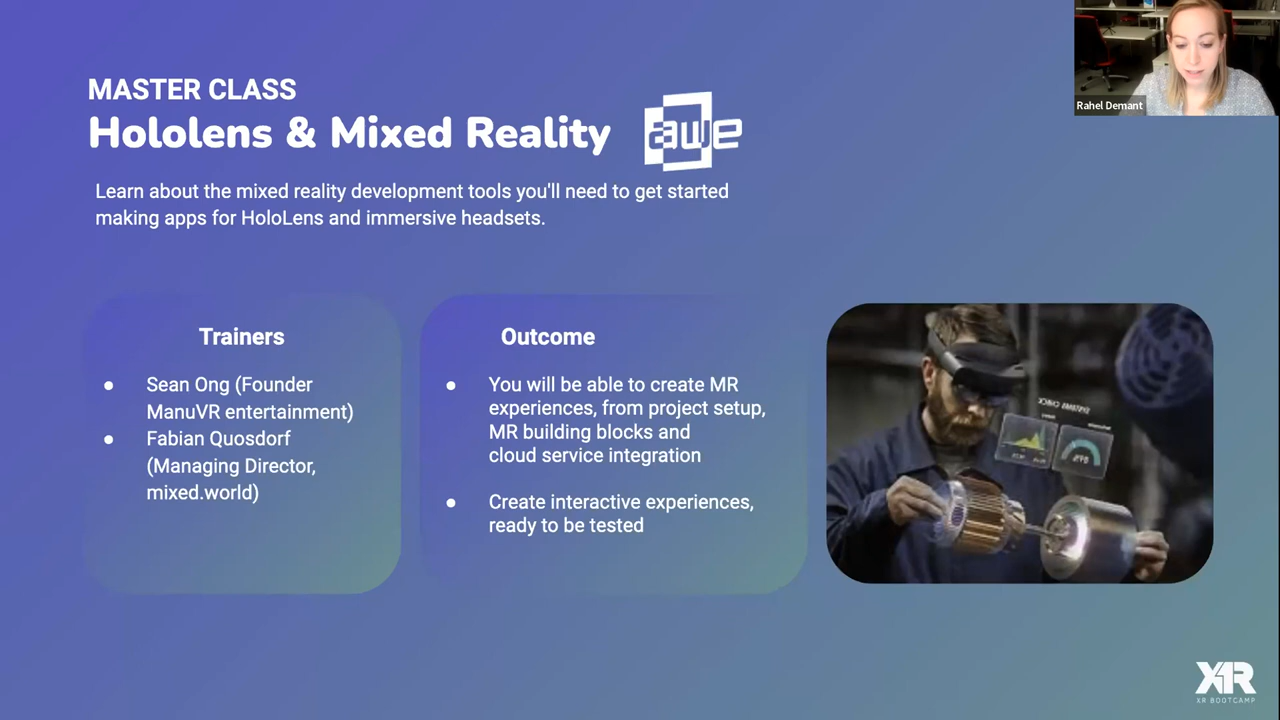 Rahel Demant
MASTER CLASS
Hololens & Mixed Reality
awe
Learn about the mixed reality development tools you'll need to get started
making apps for HoloLens and immersive headsets.
Trainers
● Sean Ong (Founder
ManuVR entertainment)
● Fabian Quosdorf
(Managing Director,
mixed.world)
Outcome
● You will be able to create MR
experiences, from project setup,
MR building blocks and
cloud service integration
● Create interactive experiences,
ready to be tested
SYSTEMS CHECK
XR
XR BOOTCAMP